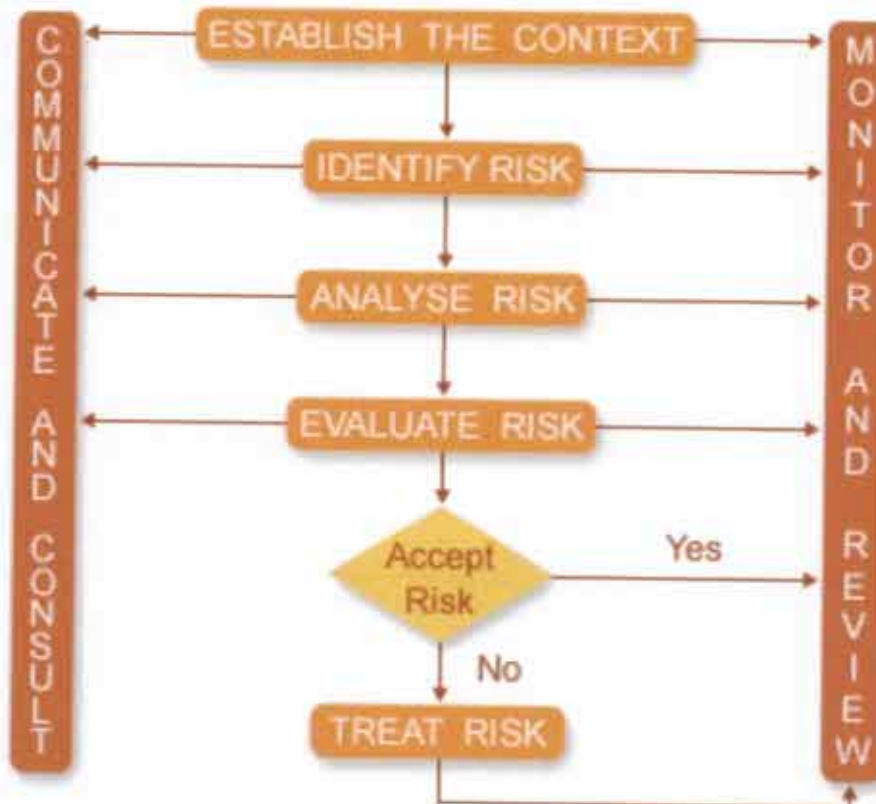 ESTABLISH THE CONTEXT
COMMUNICATE AND CONSULT
MONITOR AND REVIEW
IDENTIFY RISK
ANALYSE RISK
EVALUATE RISK
Accept
Risk
Yes
No
TREAT RISK